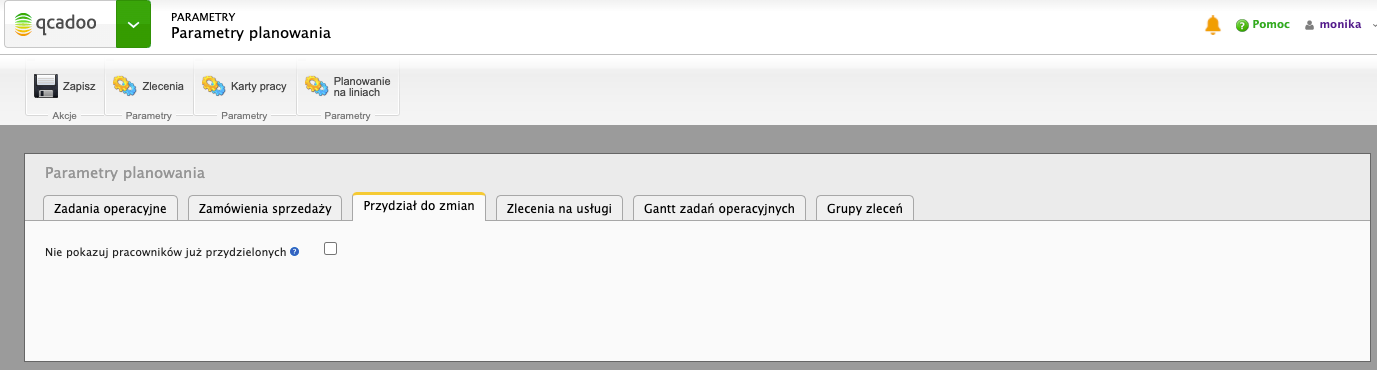 qcadoo
PARAMETRY
Parametry planowania
Pomoc
monika
Zapisz
Zlecenia
Karty pracy
Planowanie
na liniach
Akcje
Parametry
Parametry
Parametry
Parametry planowania
Zadania operacyjne
Zamówienia sprzedaży
Przydział do zmian
Zlecenia na usługi
Gantt zadań operacyjnych
Grupy zleceń
Nie pokazuj pracowników już przydzielonych